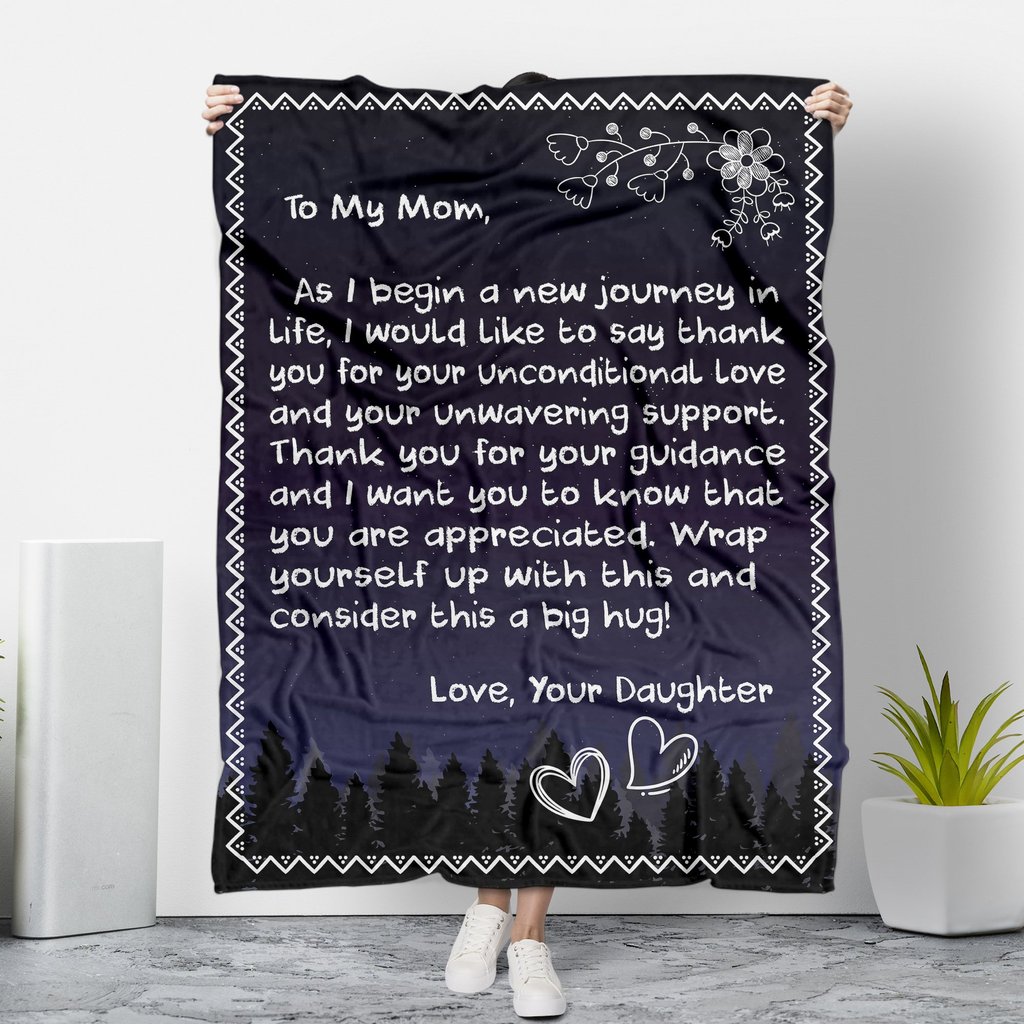 To My Mom,
As I begin a new journey in
life, I would like to say thank
you for your unconditional love
and your unwavering support.
Thank you for your guidance
and I want you to know that
you are appreciated. Wrap
yourself up with this and
consider this a big hug!
Love, Your Daughter